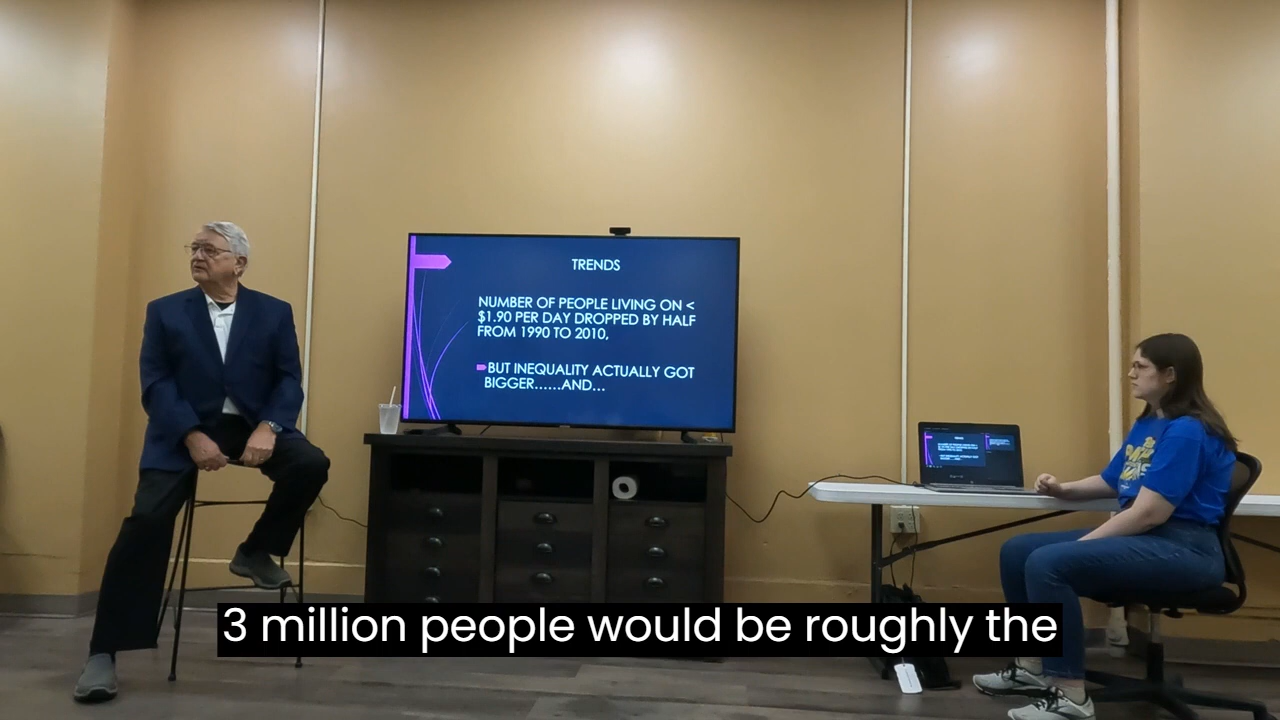 TRENDS
NUMBER OF PEOPLE LIVING ON <
$1.90 PER DAY DROPPED BY HALF
FROM 1990 TO 2010,
BUT INEQUALITY ACTUALLY GOT
BIGGER......AND...
3 million people would be roughly the